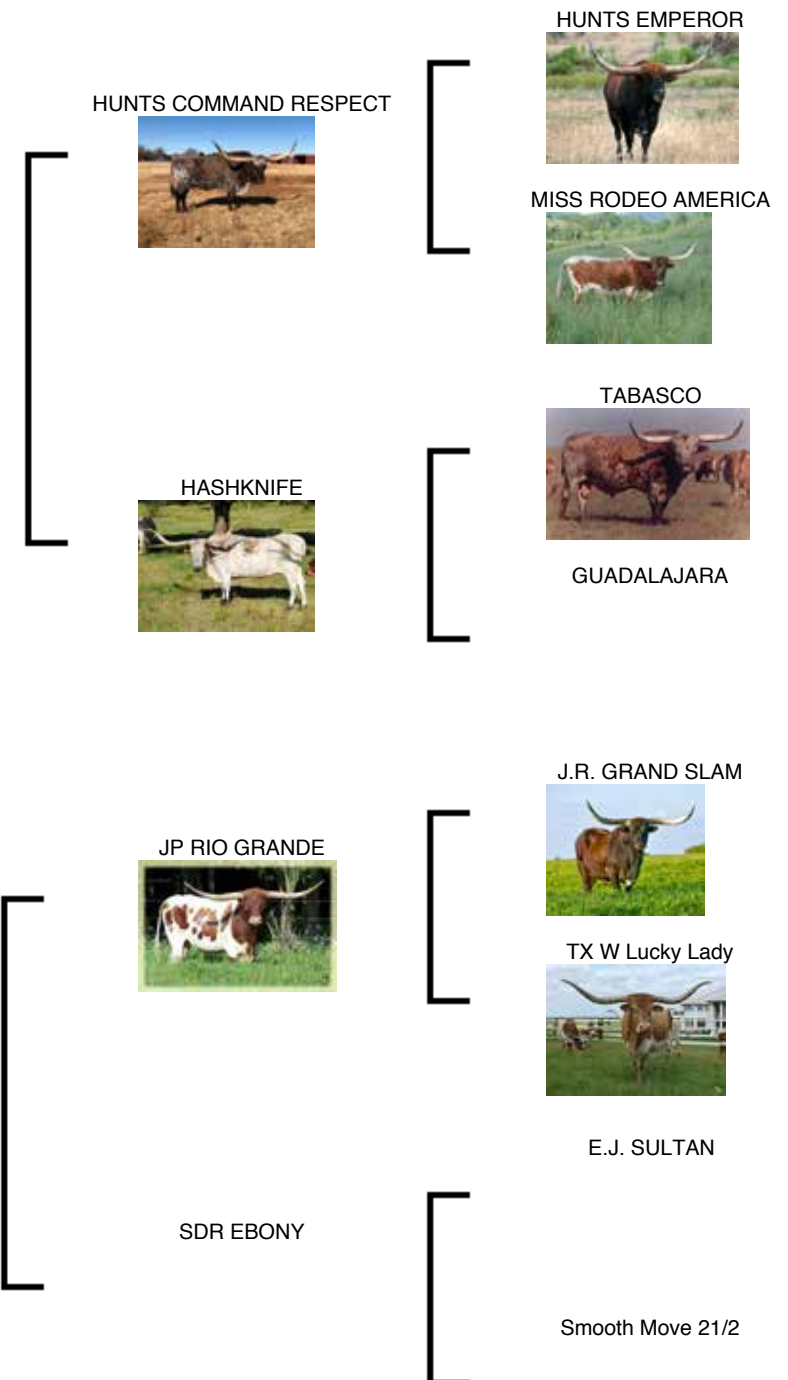 HUNTS EMPEROR
HUNTS COMMAND RESPECT
MISS RODEO AMERICA
TABASCO
HASHKNIFE
GUADALAJARA
J.R. GRAND SLAM
JP RIO GRANDE
TX W Lucky Lady
E.J. SULTAN
SDR EBONY
Smooth Move 21/2